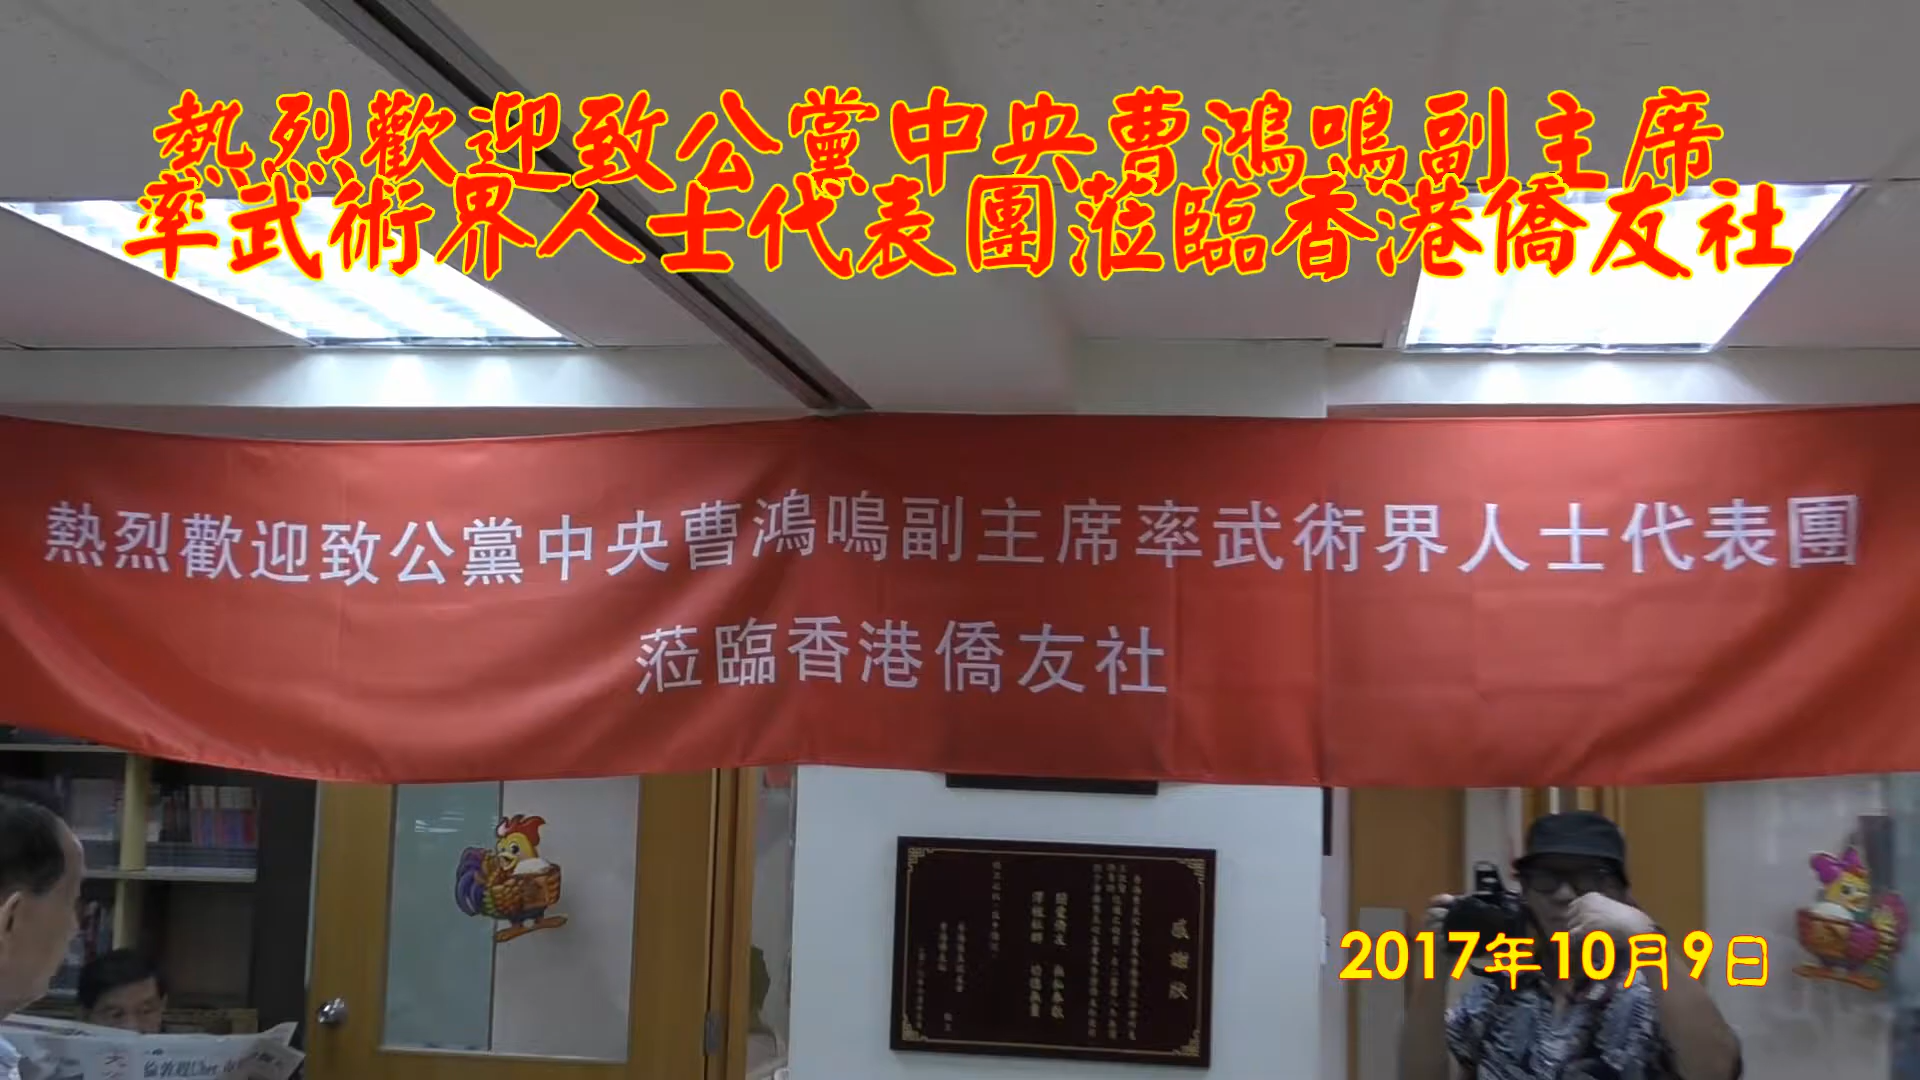 熱烈歡迎致公黨中央曹鴻鳴副主席
率武術界人士代表團蒞臨香港僑友社
熱烈歡迎致公黨中央曹鴻鳴副主席率武術界人士代表團
蒞臨香港僑友社
感謝狀
2017年10月9日